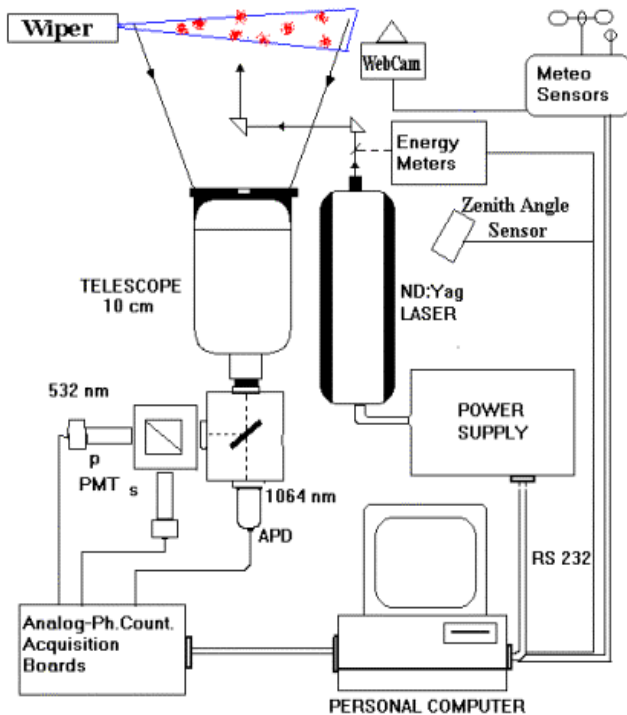 Wiper
WebCam
Meteo
Sensors
Energy
Meters
Zenith Angle
Sensor
TELESCOPE
10 cm
ND:Yag
LASER
532 nm
POWER
SUPPLY
p
PMT s
1064 nm
APD
RS 232
Analog-Ph.Count.
Acquisition
Boards
PERSONAL COMPUTER